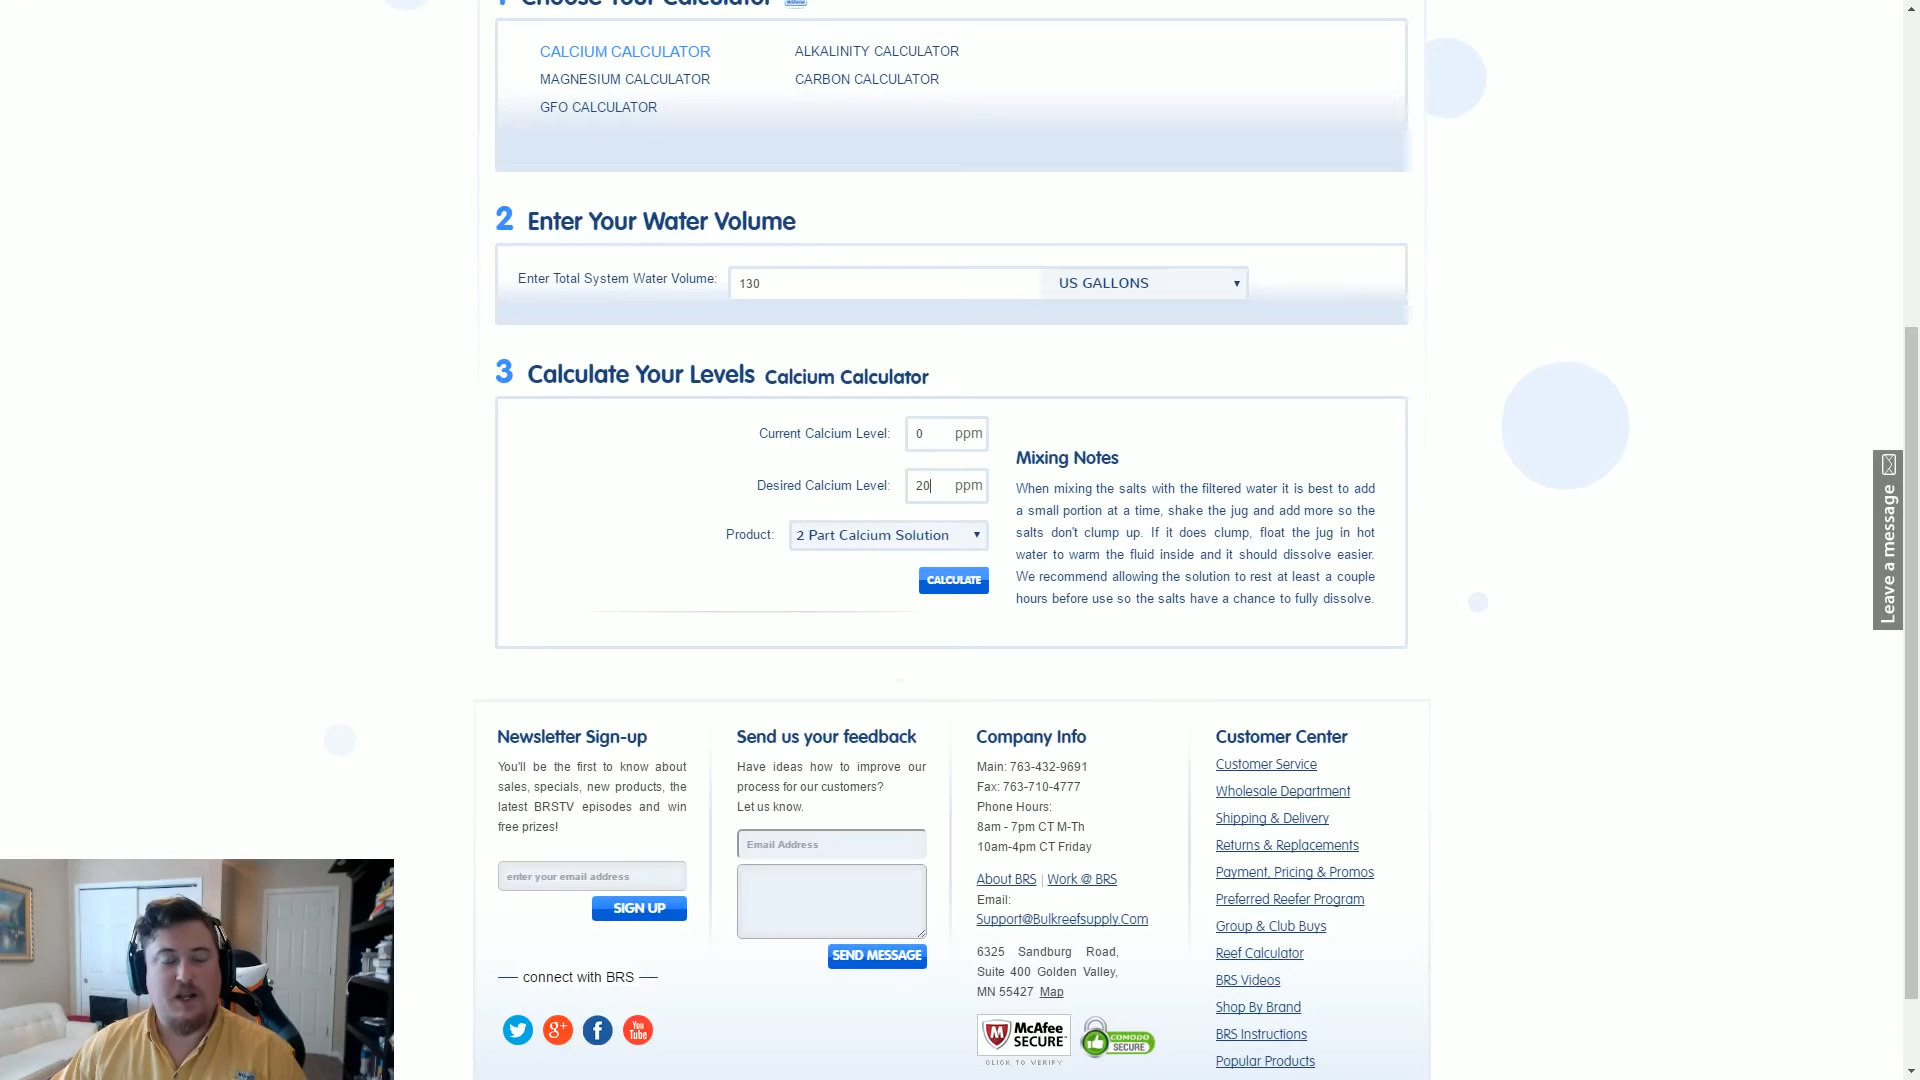 1 Choose Your Calculator
CALCIUM CALCULATOR
ALKALINITY CALCULATOR
MAGNESIUM CALCULATOR
CARBON CALCULATOR
GFO CALCULATOR
2 Enter Your Water Volume
Enter Total System Water Volume: 130 US GALLONS
3 Calculate Your Levels Calcium Calculator
Current Calcium Level: 0 ppm
Desired Calcium Level: 20 ppm
Product: 2 Part Calcium Solution
CALCULATE
Mixing Notes
When mixing the salts with the filtered water it is best to add
a small portion at a time, shake the jug and add more so the
salts don't clump up. If it does clump, float the jug in hot
water to warm the fluid inside and it should dissolve easier.
We recommend allowing the solution to rest at least a couple
hours before use so the salts have a chance to fully dissolve.
Leave a message
Newsletter Sign-up
You'll be the first to know about
sales, specials, new products, the
latest BRSTV episodes and win
free prizes!
enter your email address
SIGN UP
connect with BRS
g+
f
You
Tube
Send us your feedback
Have ideas how to improve our
process for our customers?
Let us know.
Email Address
SEND MESSAGE
Company Info
Main: 763-432-9691
Fax: 763-710-4777
Phone Hours:
8am - 7pm CT M-Th
10am-4pm CT Friday
About BRS | Work @ BRS
Email:
Support@Bulkreefsupply.Com
6325 Sandburg Road,
Suite 400 Golden Valley,
MN 55427 Map
McAfee
SECURE
CLICK TO VERIFY
COMODO
SECURE
Customer Center
Customer Service
Wholesale Department
Shipping & Delivery
Returns & Replacements
Payment, Pricing & Promos
Preferred Reefer Program
Group & Club Buys
Reef Calculator
BRS Videos
Shop By Brand
BRS Instructions
Popular Products